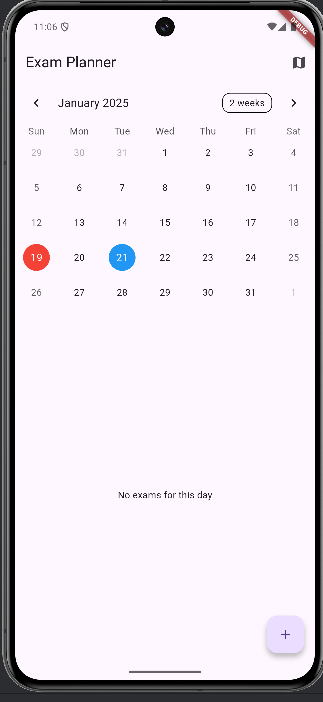 11:06
DEBUG
Exam Planner
January 2025 2 weeks
Sun Mon Tue Wed Thu Fri Sat
29 30 31 1 2 3 4
5 6 7 8 9 10 11
12 13 14 15 16 17 18
19 20 21 22 23 24 25
26 27 28 29 30 31 1
No exams for this day
+